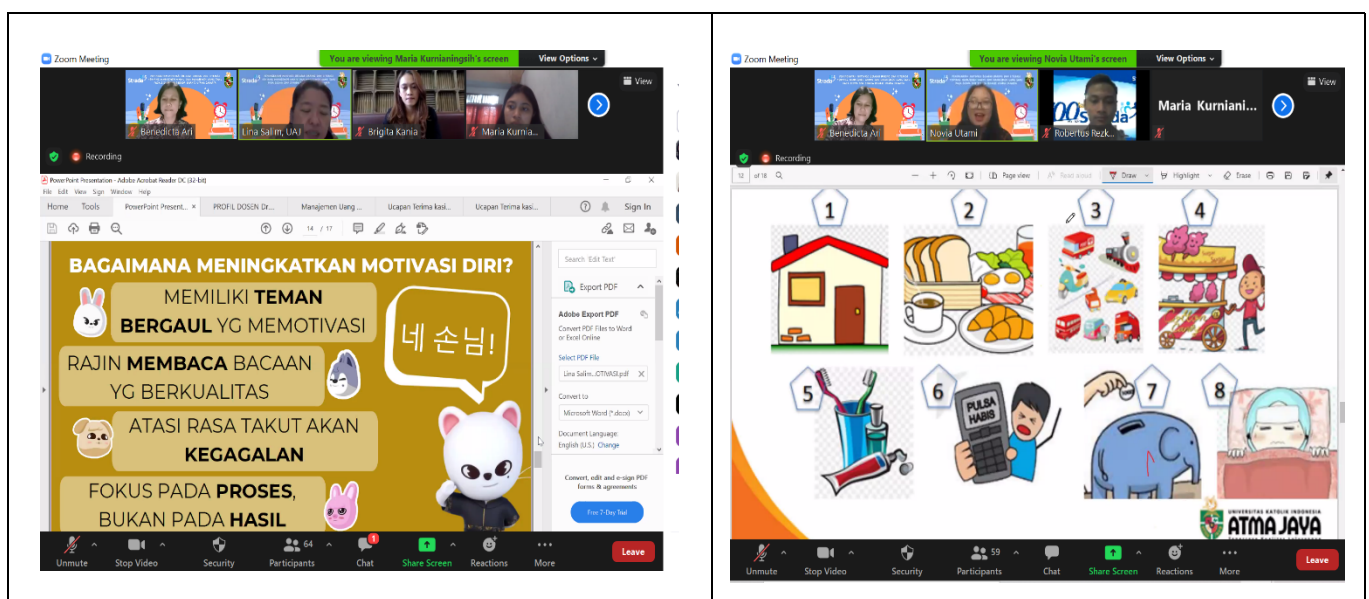 Zoom Meeting
You are viewing Maria Kurnianingsih's screen
View Options
View
Benedicta Ari
Lina Salim, UAJ
Brigita Kania
Maria Kurnia...
Recording
PowerPoint Presentation - Adobe Acrobat Reader DC (32-bit)
File Edit View Sign Window Help
Home Tools PowerPoint Present... × PROFIL DOSEN Dr... Manajemen Uang ... Ucapan Terima kasi... Ucapan Terima kasi... Sign In
14 / 17
BAGAIMANA MENINGKATKAN MOTIVASI DIRI?
MEMILIKI TEMAN
BERGAUL YG MEMOTIVASI
RAJIN MEMBACA BACAAN
YG BERKUALITAS
ATASI RASA TAKUT AKAN
KEGAGALAN
FOKUS PADA PROSES,
BUKAN PADA HASIL
네 손님!
Search 'Edit Text'
Export PDF
Adobe Export PDF
Convert PDF Files to Word
or Excel Online
Select PDF File
Lina Salim...OTIVASI.pdf
Convert to
Microsoft Word (*.docx)
Document Language:
English (U.S.) Change
Convert, edit and e-sign PDF
forms & agreements
Free 7-Day Trial
Unmute Stop Video Security Participants 64 Chat 1 Share Screen Reactions More Leave
Zoom Meeting
You are viewing Novia Utami's screen
View Options
View
Benedicta Ari
Novia Utami
Robertus Rezk...
Maria Kurniani...
Recording
12 of 18 Page view Read aloud Draw Highlight Erase
1 2 3 4
5 6 7 8
PULSA
HABIS
UNIVERSITAS KATOLIK INDONESIA
ATMA JAYA
Unmute Stop Video Security Participants 59 Chat Share Screen Reactions More Leave